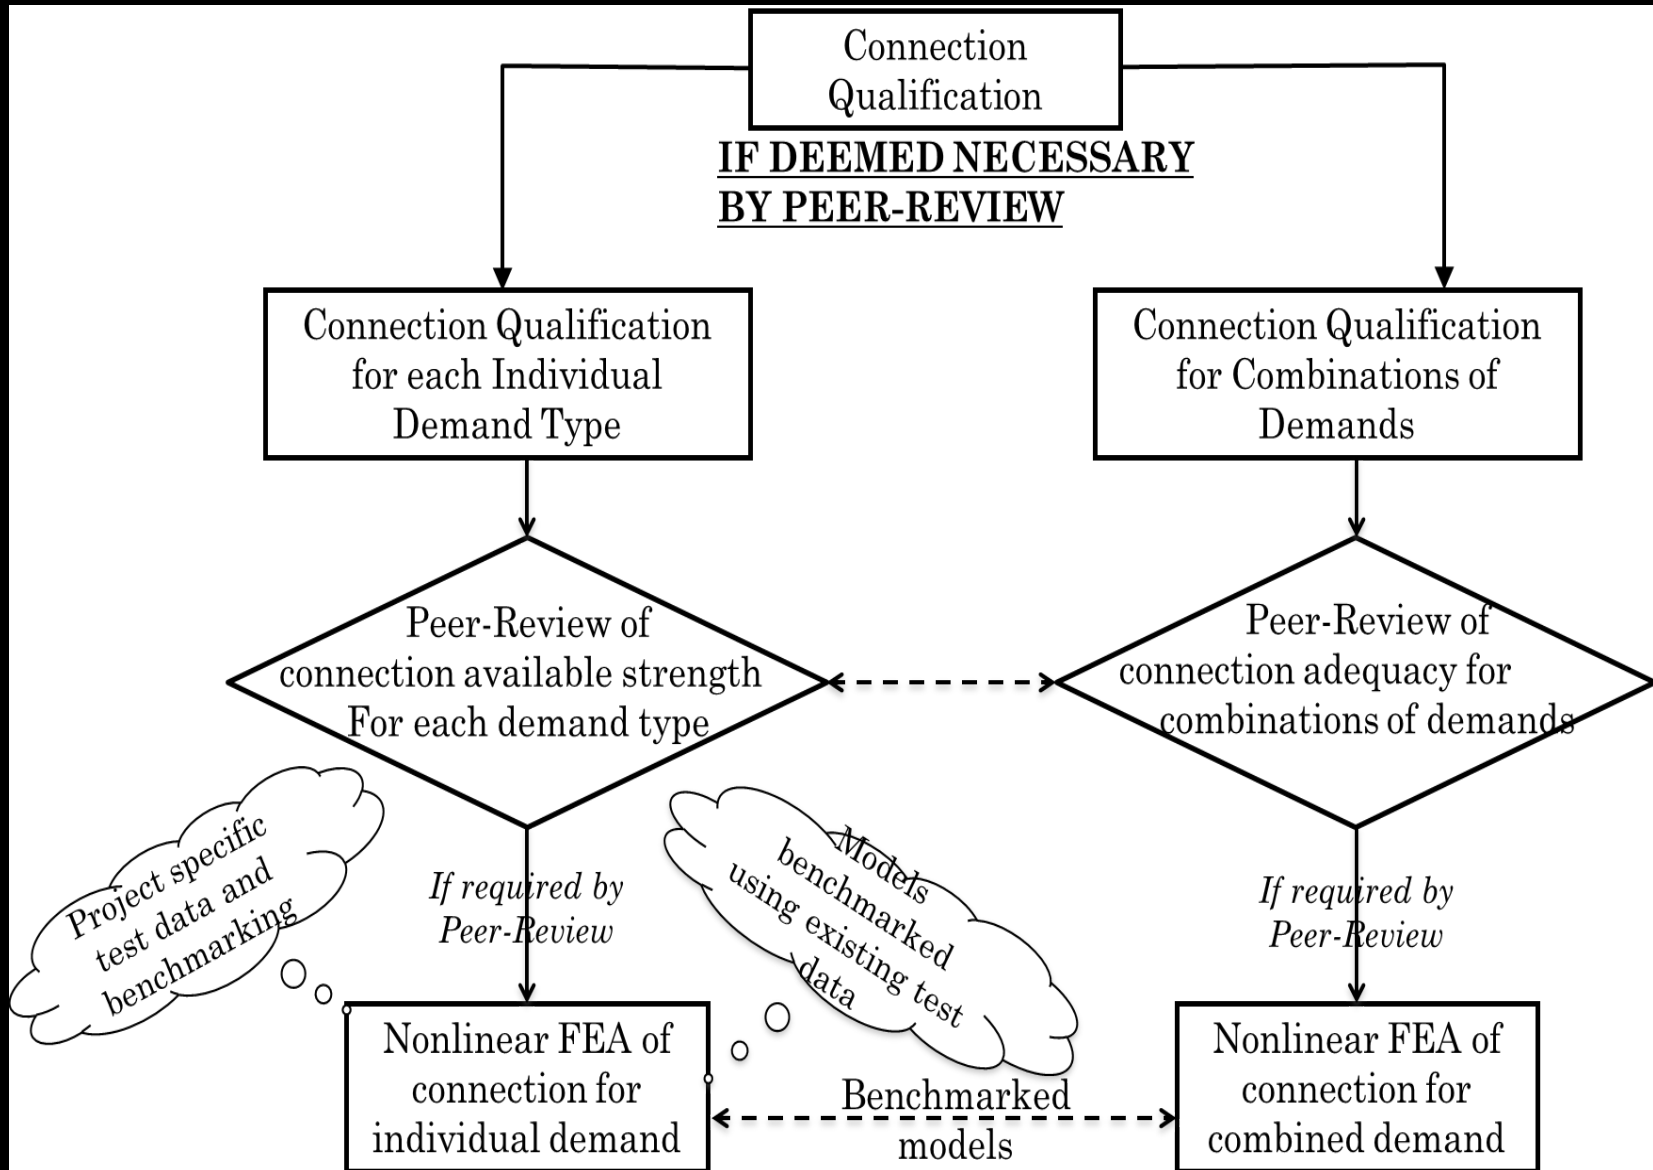 Connection
Qualification
IF DEEMED NECESSARY
BY PEER-REVIEW
Connection Qualification
for each Individual
Demand Type
Connection Qualification
for Combinations of
Demands
Peer-Review of
connection available strength
For each demand type
Peer-Review of
connection adequacy for
combinations of demands
Project specific
test data and
benchmarking
If required by
Peer-Review
Models
benchmarked
using existing test
data
If required by
Peer-Review
Nonlinear FEA of
connection for
individual demand
Benchmarked
models
Nonlinear FEA of
connection for
combined demand